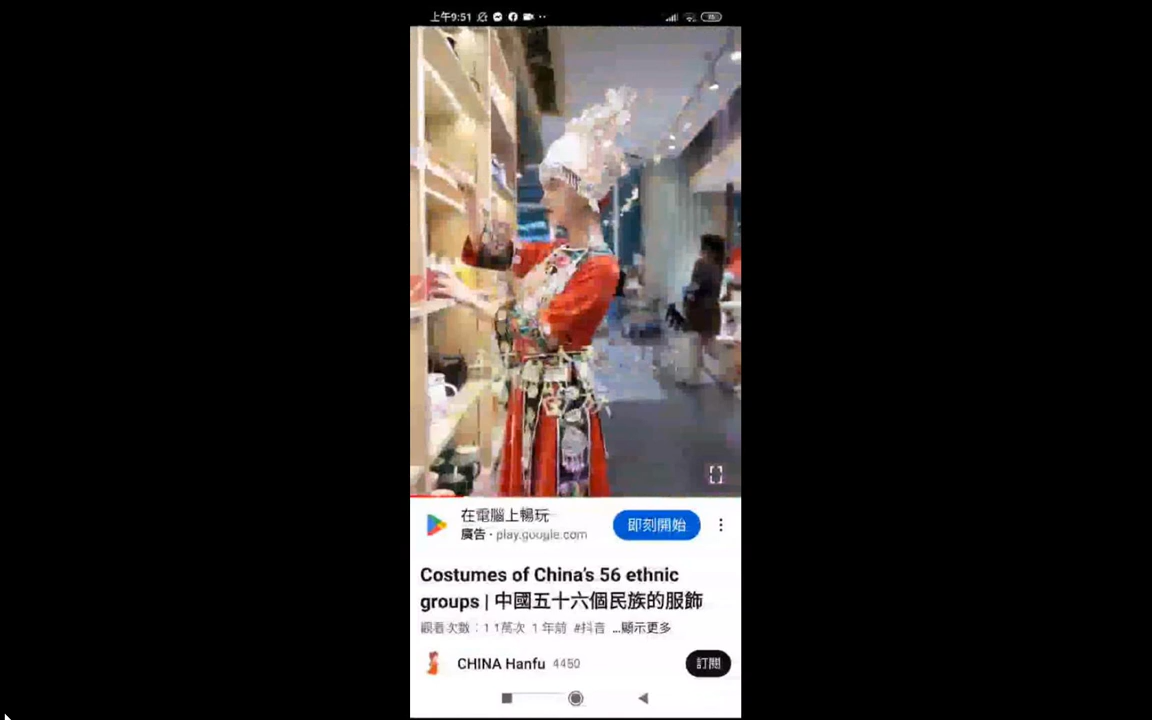 上午9:51
在電腦上暢玩
廣告 · play.google.com
即刻開始
Costumes of China's 56 ethnic
groups | 中國五十六個民族的服飾
觀看次數：1.1萬次 1 年前 #抖音 ...顯示更多
CHINA Hanfu 4450
訂閱